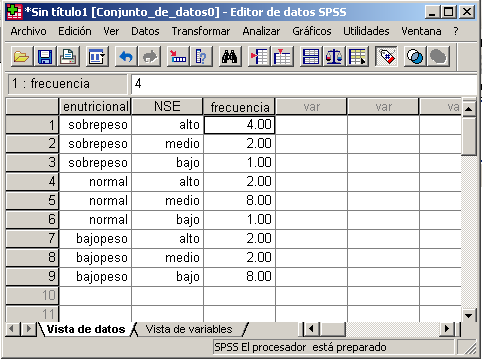 *Sin título1 [Conjunto_de_datos0] - Editor de datos SPSS
Archivo Edición Ver Datos Transformar Analizar Gráficos Utilidades Ventana ?
1 : frecuencia 4
enutricional NSE frecuencia var var va
1 sobrepeso alto 4.00
2 sobrepeso medio 2.00
3 sobrepeso bajo 1.00
4 normal alto 2.00
5 normal medio 8.00
6 normal bajo 1.00
7 bajopeso alto 2.00
8 bajopeso medio 2.00
9 bajopeso bajo 8.00
10
11
Vista de datos Vista de variables
SPSS El procesador está preparado